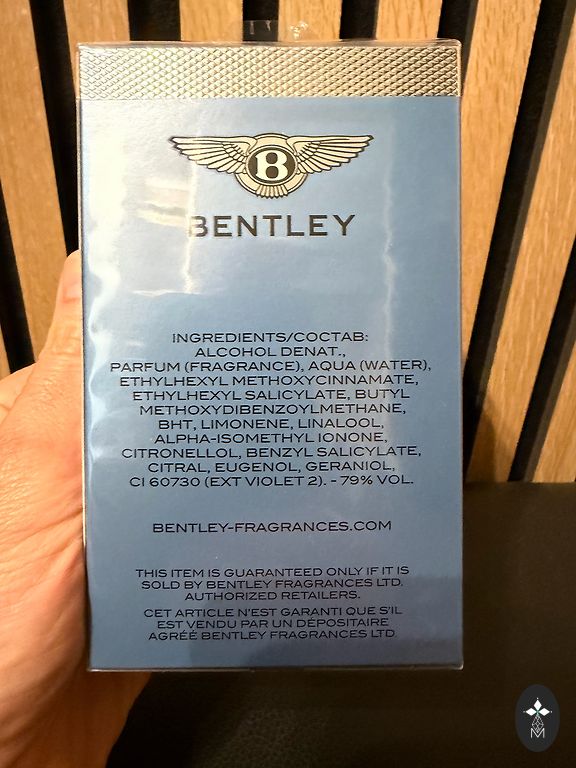 B
BENTLEY
INGREDIENTS/COCTAB:
ALCOHOL DENAT.,
PARFUM (FRAGRANCE), AQUA (WATER),
ETHYLHEXYL METHOXYCINNAMATE,
ETHYLHEXYL SALICYLATE, BUTYL
METHOXYDIBENZOYLMETHANE,
BHT, LIMONENE, LINALOOL,
ALPHA-ISOMETHYL IONONE,
CITRONELLOL, BENZYL SALICYLATE,
CITRAL, EUGENOL, GERANIOL,
CI 60730 (EXT VIOLET 2). - 79% VOL.
BENTLEY-FRAGRANCES.COM
THIS ITEM IS GUARANTEED ONLY IF IT IS
SOLD BY BENTLEY FRAGRANCES LTD.
AUTHORIZED RETAILERS.
CET ARTICLE N'EST GARANTI QUE S'IL
EST VENDU PAR UN DÉPOSITAIRE
AGRÉÉ BENTLEY FRAGRANCES LTD
M